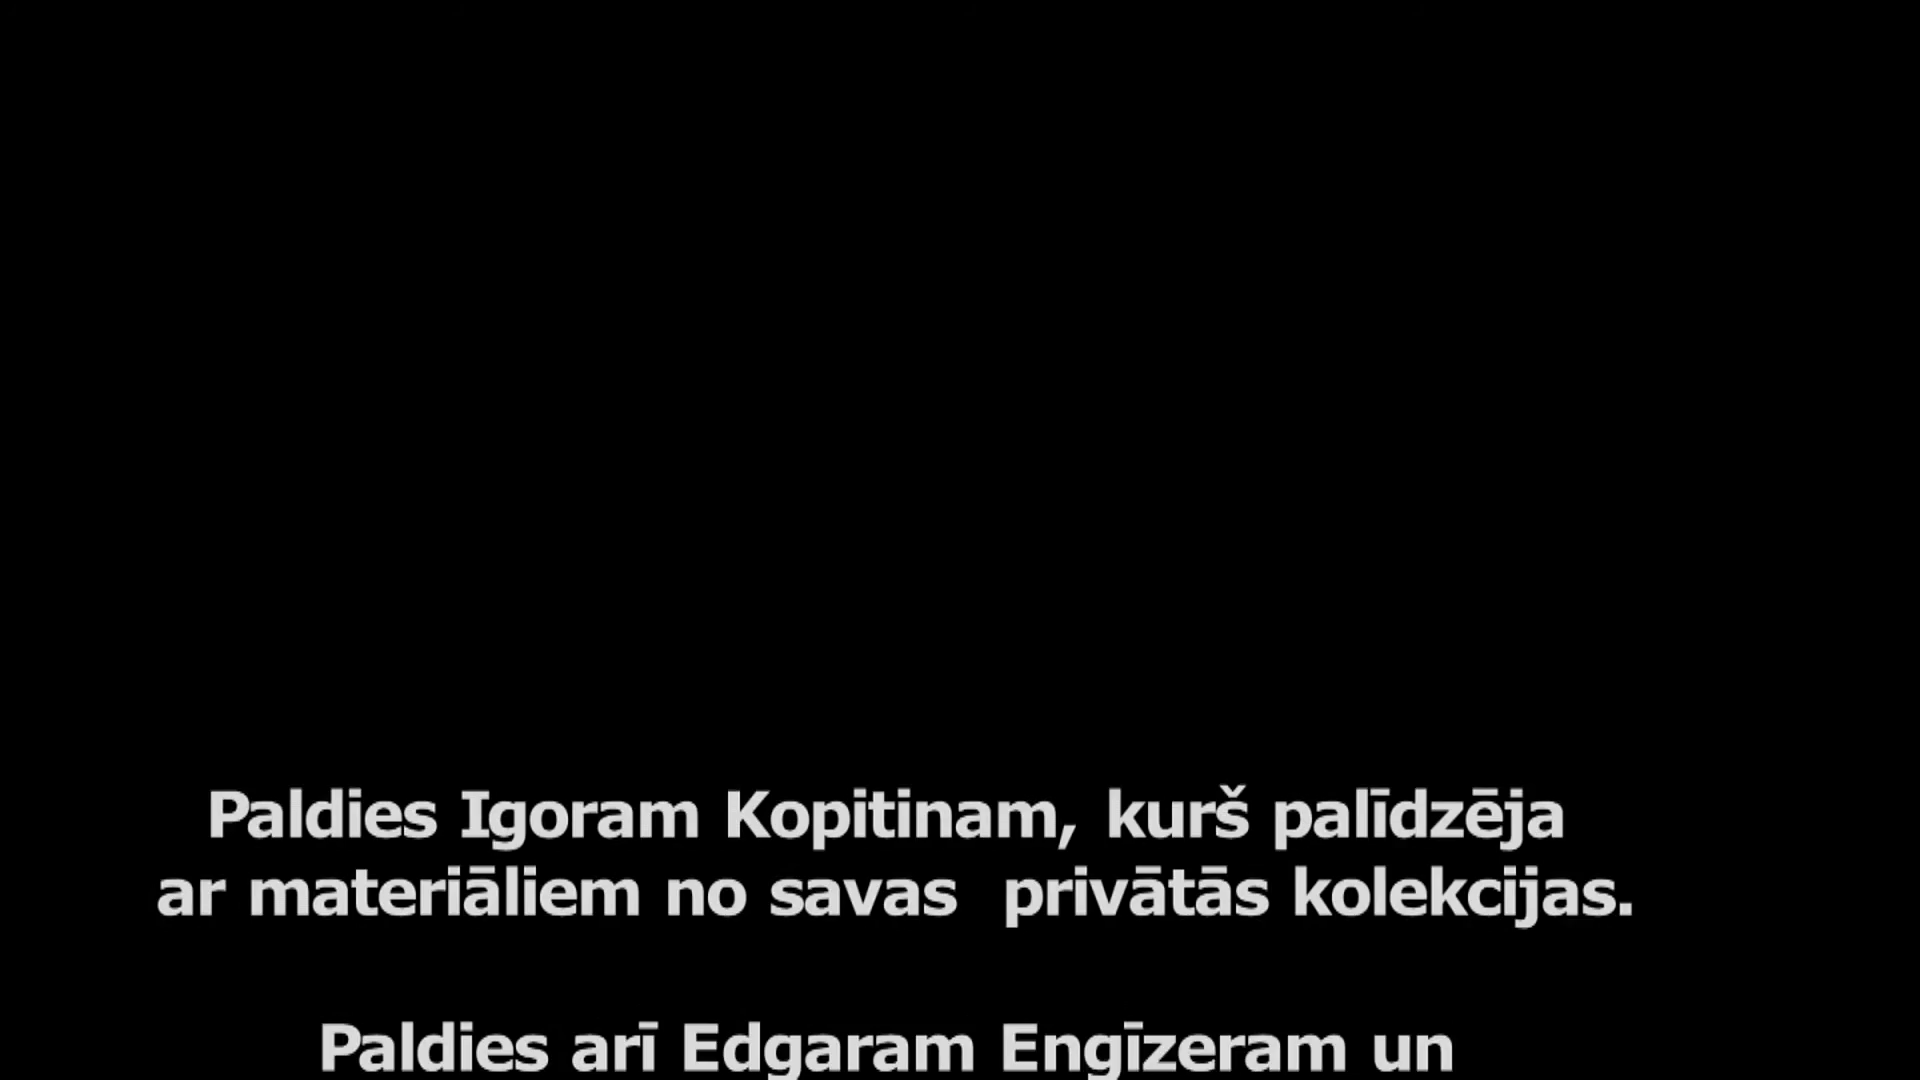 Paldies Igoram Kopitinam, kurš palīdzēja
ar materiāliem no savas  privātās kolekcijas.
Paldies arī Edgaram Engīzeram un